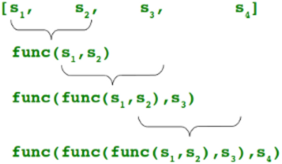 [s₁, s₂, s₃, s₄]
func(s₁,s₂)
func(func(s₁,s₂),s₃)
func(func(func(s₁,s₂),s₃),s₄)